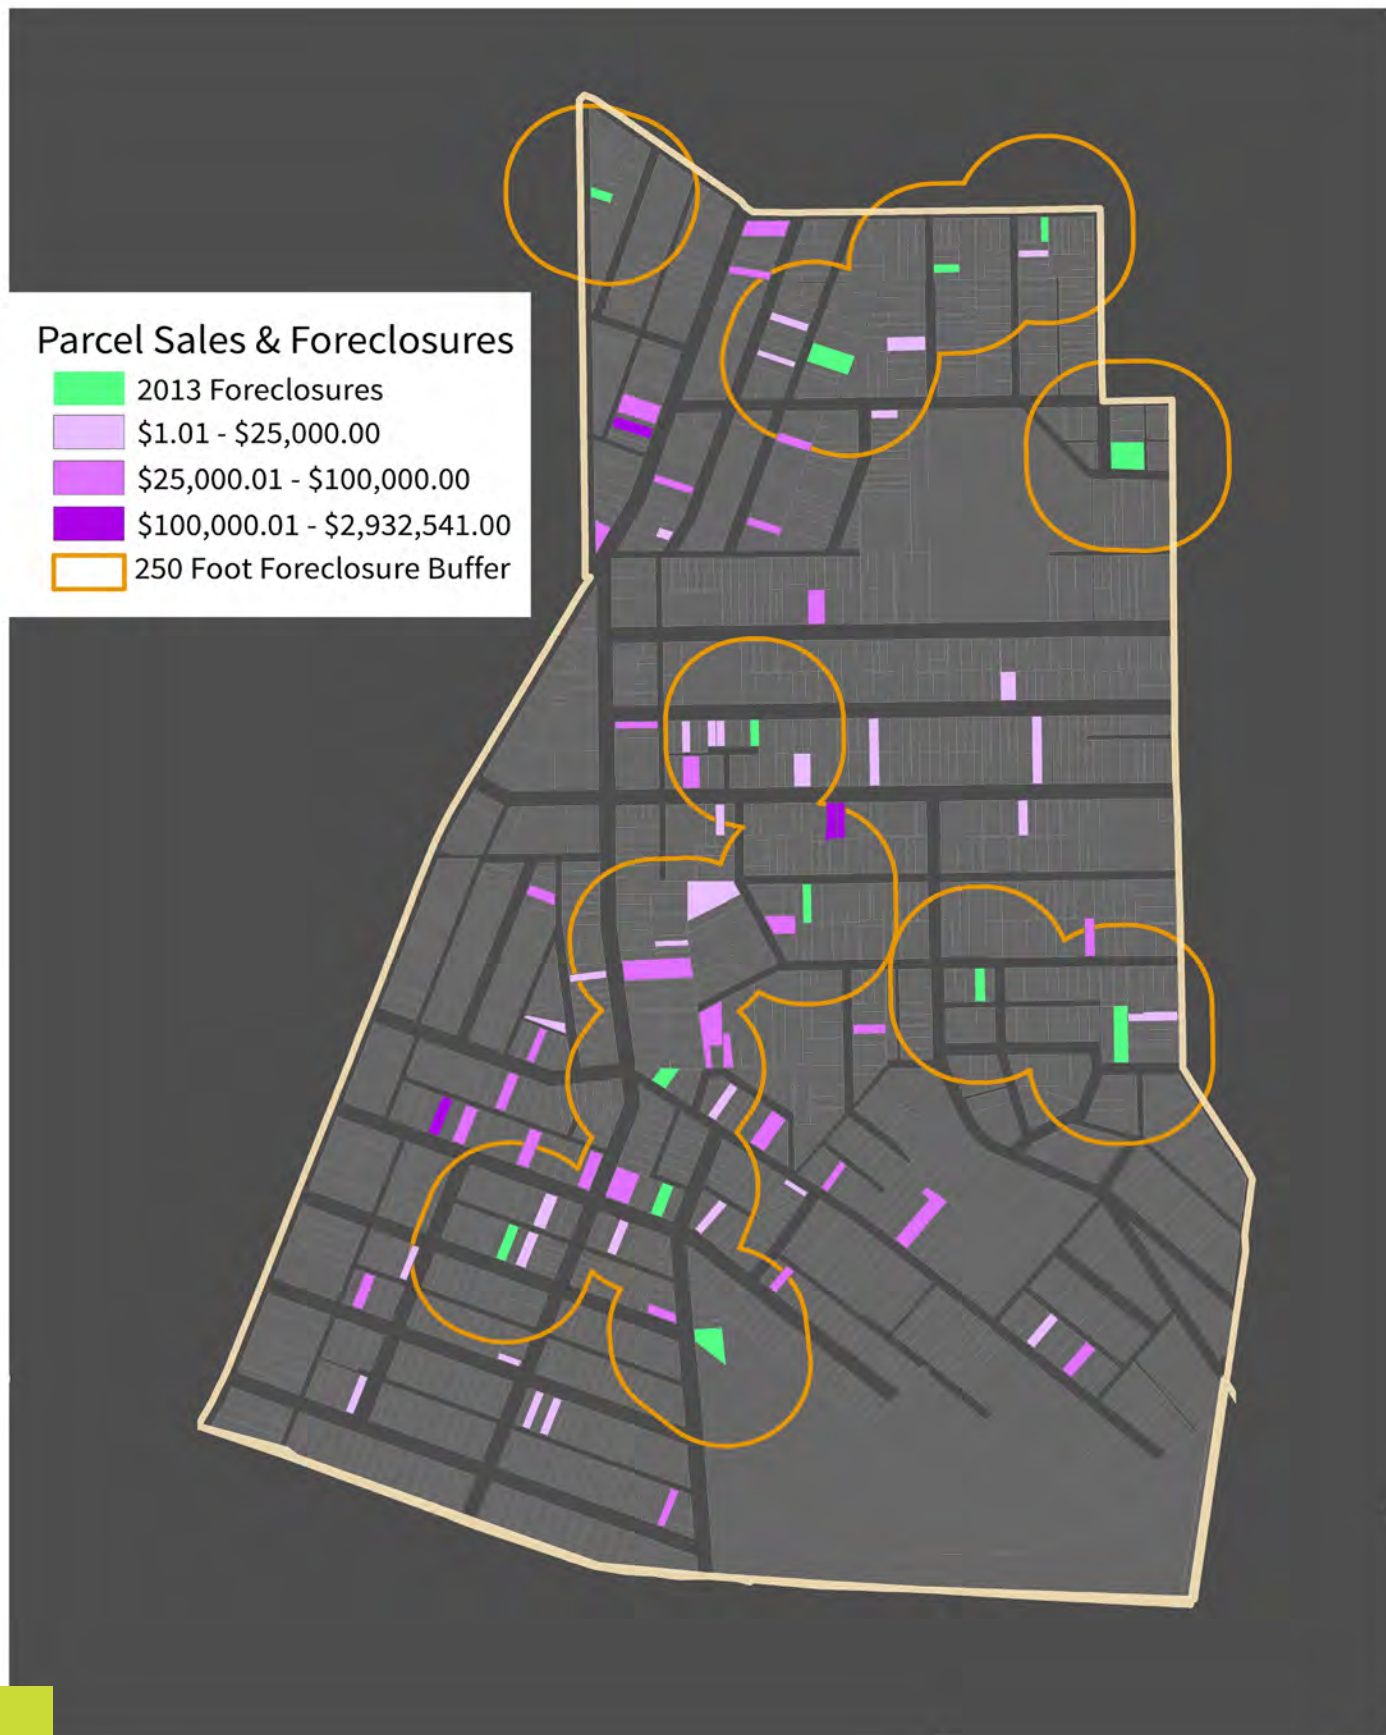 Parcel Sales & Foreclosures
2013 Foreclosures
$1.01 - $25,000.00
$25,000.01 - $100,000.00
$100,000.01 - $2,932,541.00
250 Foot Foreclosure Buffer